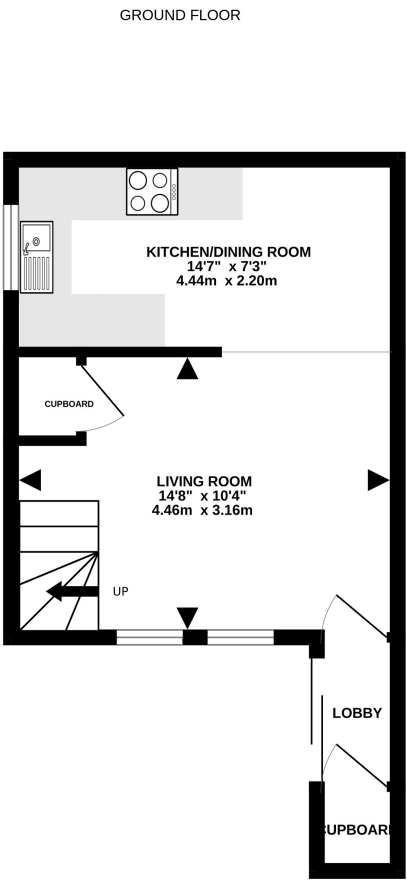 GROUND FLOOR
KITCHEN/DINING ROOM
14'7" x 7'3"
4.44m x 2.20m
CUPBOARD
LIVING ROOM
14'8" x 10'4"
4.46m x 3.16m
UP
LOBBY
CUPBOARD